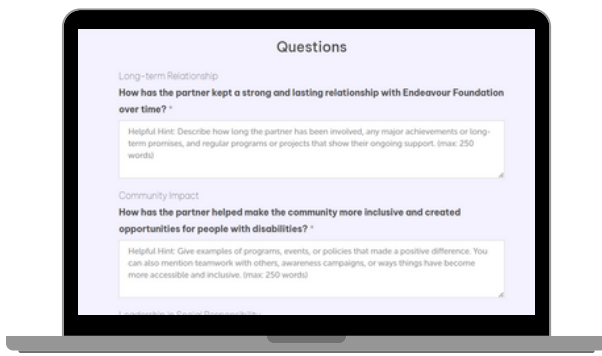 Questions
Long-term Relationship
How has the partner kept a strong and lasting relationship with Endeavour Foundation
over time? *
Helpful Hint: Describe how long the partner has been involved, any major achievements or long-
term promises, and regular programs or projects that show their ongoing support. (max: 250
words)
Community Impact
How has the partner helped make the community more inclusive and created
opportunities for people with disabilities? *
Helpful Hint: Give examples of programs, events, or policies that made a positive difference. You
can also mention teamwork with others, awareness campaigns, or ways things have become
more accessible and inclusive. (max: 250 words)
Leadership in Social Responsibility